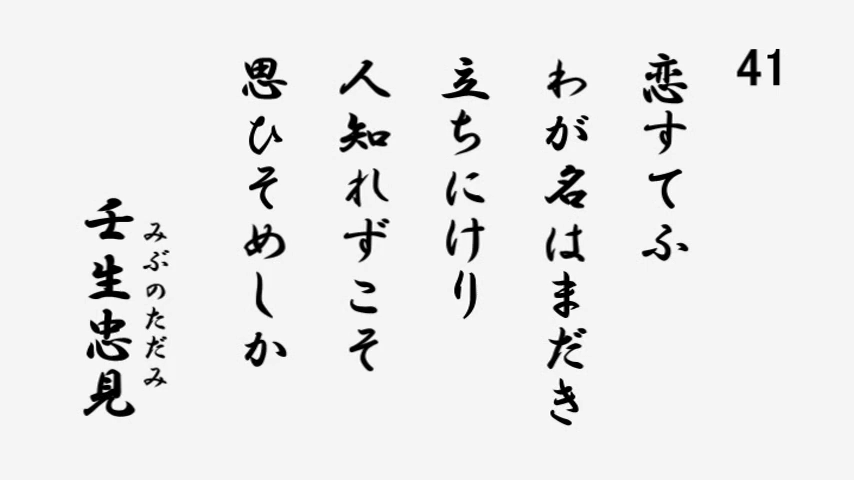 41
恋すてふ
わが名はまだき
立ちにけり
人知れずこそ
思ひそめしか
みぶのただみ
壬生忠見